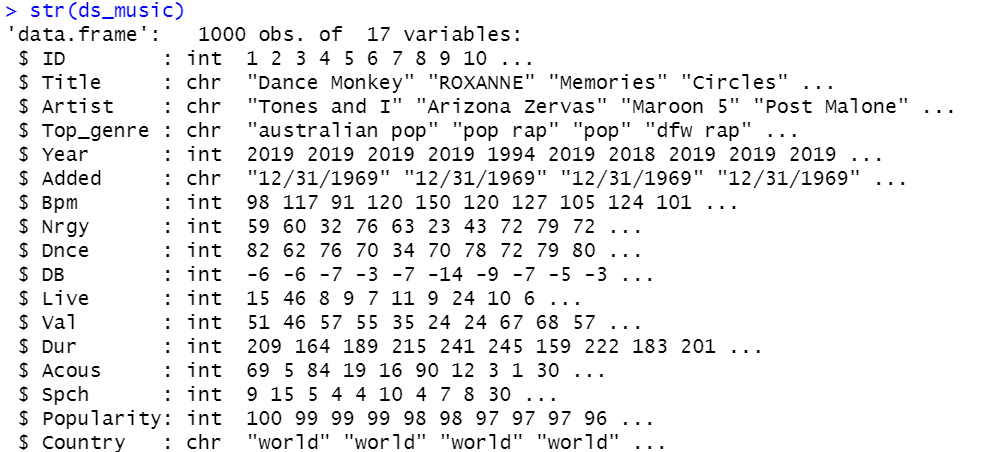 > str(ds_music)
'data.frame':   1000 obs. of  17 variables:
 $ ID        : int  1 2 3 4 5 6 7 8 9 10 ...
 $ Title     : chr  "Dance Monkey" "ROXANNE" "Memories" "Circles" ...
 $ Artist    : chr  "Tones and I" "Arizona Zervas" "Maroon 5" "Post Malone" ...
 $ Top_genre : chr  "australian pop" "pop rap" "pop" "dfw rap" ...
 $ Year      : int  2019 2019 2019 2019 1994 2019 2018 2019 2019 2019 ...
 $ Added     : chr  "12/31/1969" "12/31/1969" "12/31/1969" "12/31/1969" ...
 $ Bpm       : int  98 117 91 120 150 120 127 105 124 101 ...
 $ Nrgy      : int  59 60 32 76 63 23 43 72 79 72 ...
 $ Dnce      : int  82 62 76 70 34 70 78 72 79 80 ...
 $ DB        : int  -6 -6 -7 -3 -7 -14 -9 -7 -5 -3 ...
 $ Live      : int  15 46 8 9 7 11 9 24 10 6 ...
 $ Val       : int  51 46 57 55 35 24 24 67 68 57 ...
 $ Dur       : int  209 164 189 215 241 245 159 222 183 201 ...
 $ Acous     : int  69 5 84 19 16 90 12 3 1 30 ...
 $ Spch      : int  9 15 5 4 4 10 4 7 8 30 ...
 $ Popularity: int  100 99 99 99 98 98 97 97 97 96 ...
 $ Country   : chr  "world" "world" "world" "world" ...